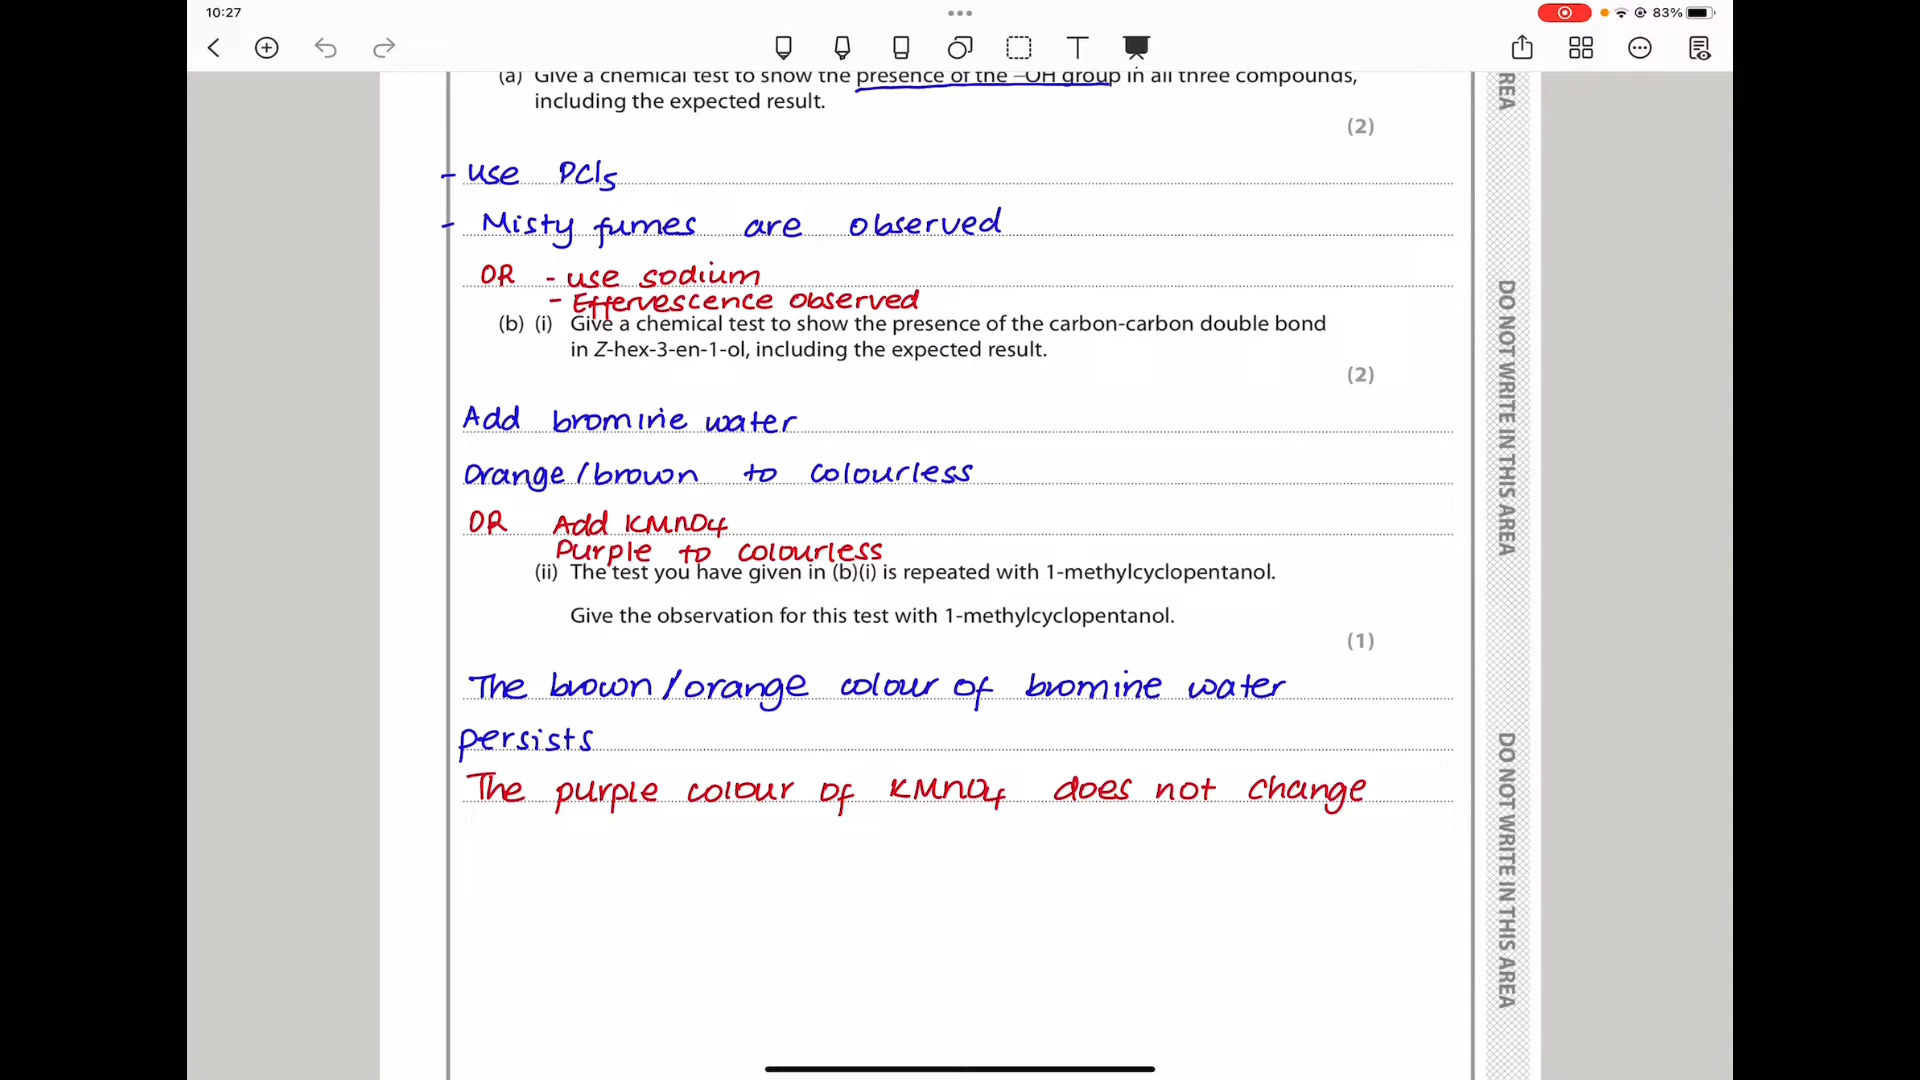 10:27
83%
(a) Give a chemical test to show the presence of the –OH group in all three compounds,
including the expected result.
(2)
- Use PCl5
- Misty fumes are observed
OR - use sodium
- Effervescence observed
(b) (i) Give a chemical test to show the presence of the carbon-carbon double bond
in Z-hex-3-en-1-ol, including the expected result.
(2)
Add bromine water
Orange/brown to colourless
OR Add KMnO4
Purple to colourless
(ii) The test you have given in (b)(i) is repeated with 1-methylcyclopentanol.
Give the observation for this test with 1-methylcyclopentanol.
(1)
The brown/orange colour of bromine water
persists
The purple colour of KMnO4 does not change
REA
DO NOT WRITE IN THIS AREA
DO NOT WRITE IN THIS AREA